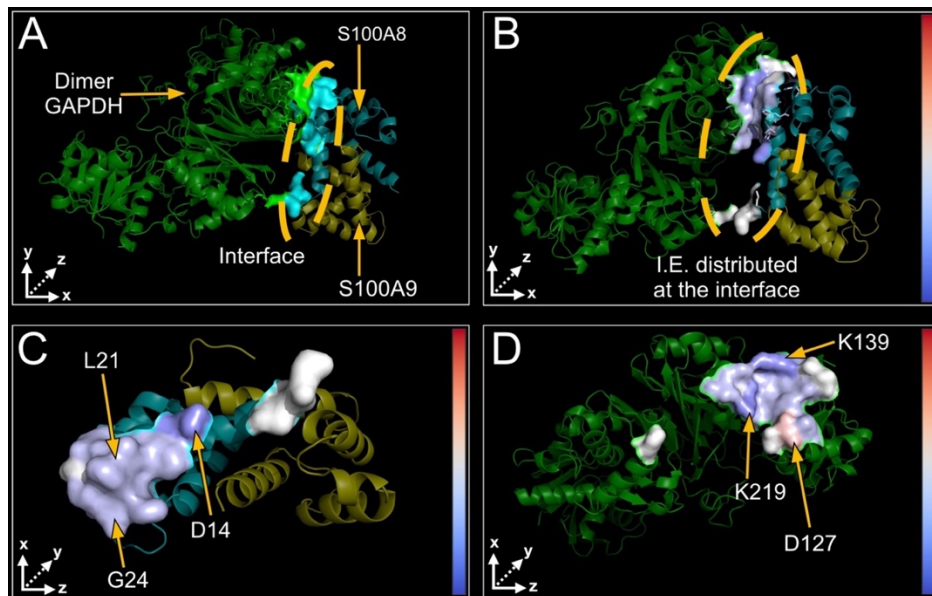 A
S100A8
Dimer
GAPDH
Interface
S100A9
y
z
x
B
I.E. distributed
at the interface
y
z
x
C
L21
D14
G24
x
y
z
D
K139
K219
D127
x
y
z